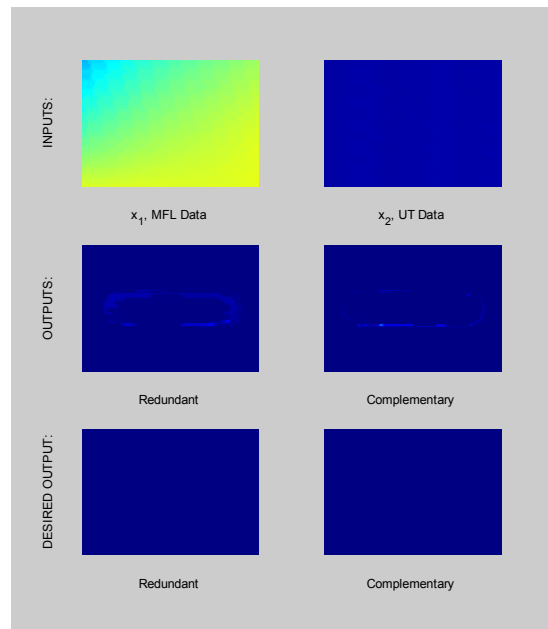 INPUTS:
x1, MFL Data
x2, UT Data
OUTPUTS:
Redundant
Complementary
DESIRED OUTPUT:
Redundant
Complementary